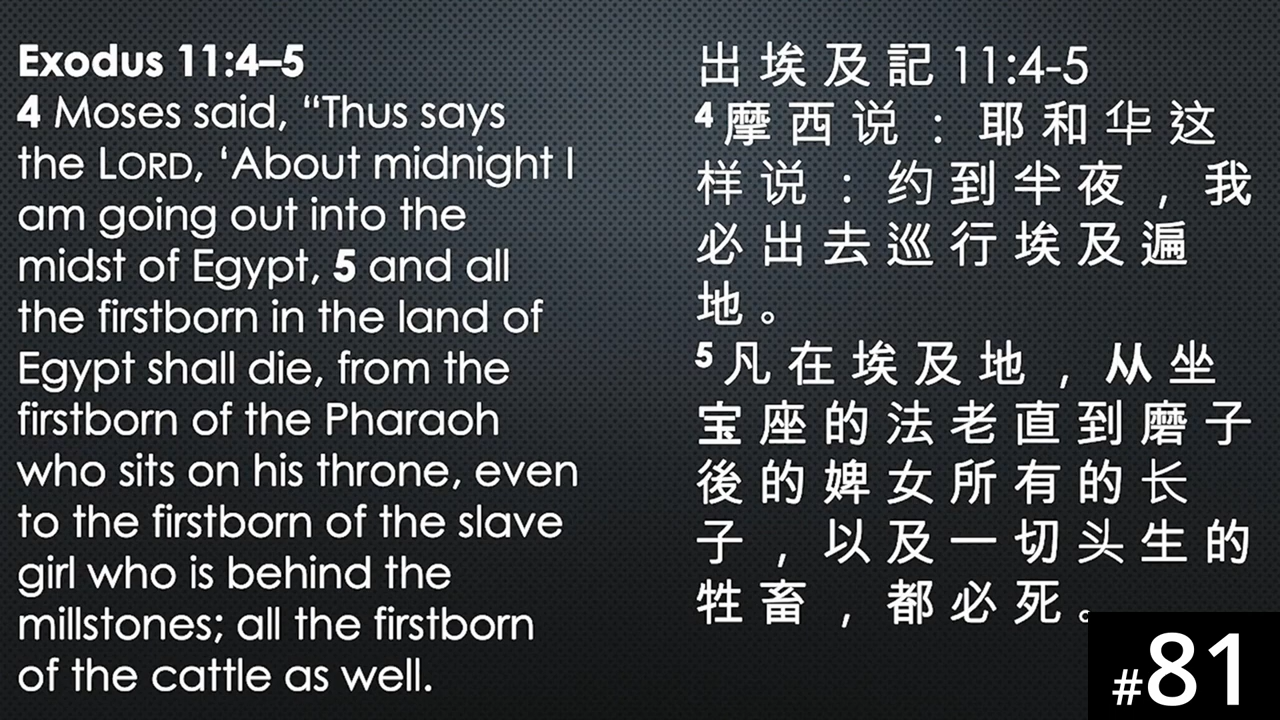 Exodus 11:4–5
4 Moses said, “Thus says
the LORD, ‘About midnight I
am going out into the
midst of Egypt, 5 and all
the firstborn in the land of
Egypt shall die, from the
firstborn of the Pharaoh
who sits on his throne, even
to the firstborn of the slave
girl who is behind the
millstones; all the firstborn
of the cattle as well.
出埃及記 11:4-5
4 摩西说：耶和华这
样说：约到半夜，我
必出去巡行埃及遍
地。
5 凡在埃及地，从坐
宝座的法老直到磨子
後的婢女所有的长
子，以及一切头生的
牲畜，都必死。
#81